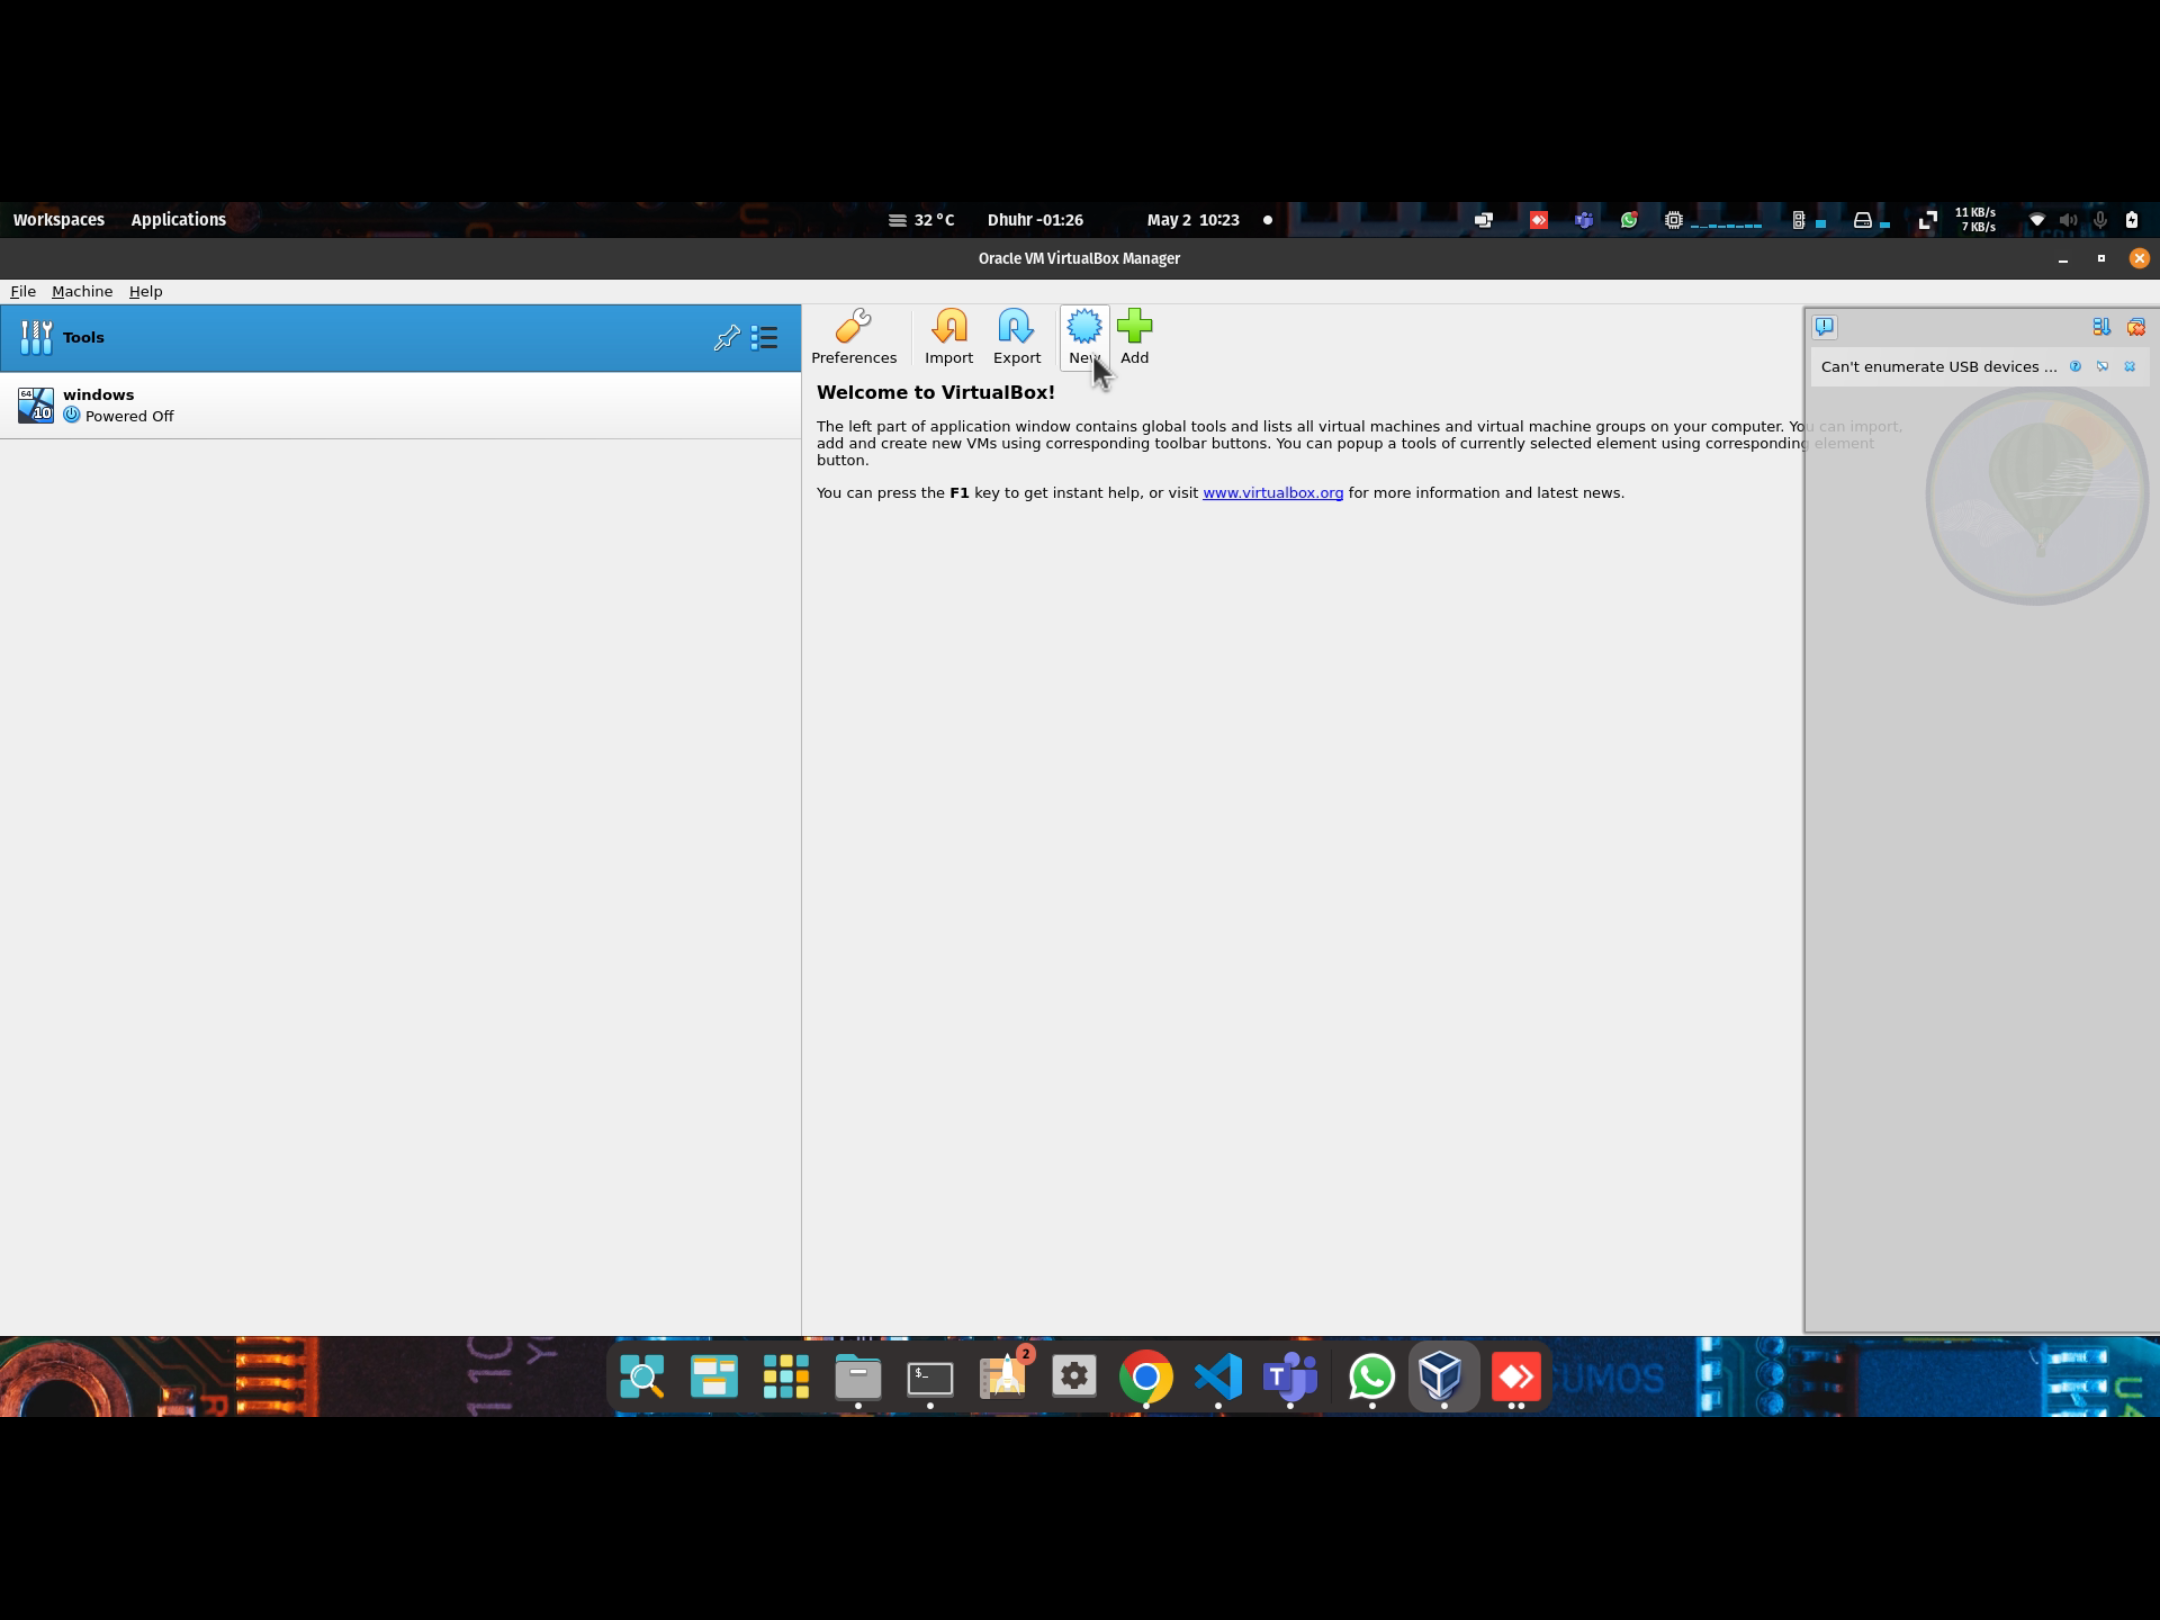 Workspaces Applications 32 °C Dhuhr -01:26 May 2 10:23 11 KB/s
7 KB/s
Oracle VM VirtualBox Manager
File Machine Help
Tools
Preferences Import Export New Add
Can't enumerate USB devices ...
windows
Powered Off
64
10
Welcome to VirtualBox!
The left part of application window contains global tools and lists all virtual machines and virtual machine groups on your computer. You can import,
add and create new VMs using corresponding toolbar buttons. You can popup a tools of currently selected element using corresponding element
button.
You can press the F1 key to get instant help, or visit www.virtualbox.org for more information and latest news.
2
$_
T
CUMOS